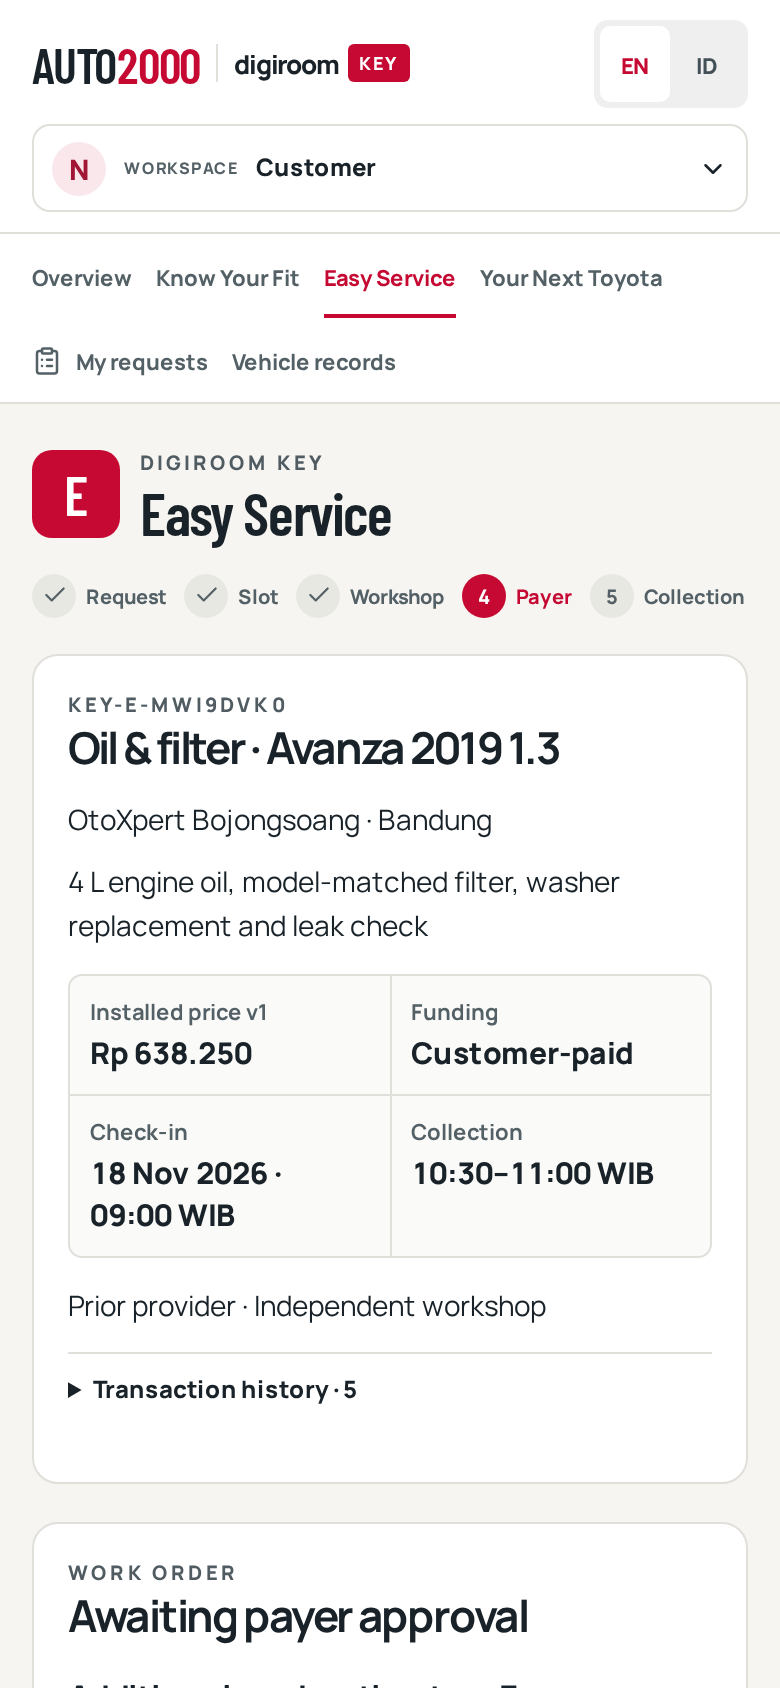 AUTO2000 digiroom KEY EN ID
N WORKSPACE Customer
Overview Know Your Fit Easy Service Your Next Toyota
My requests Vehicle records
E DIGIROOM KEY
Easy Service
Request Slot Workshop 4 Payer 5 Collection
KEY-E-MWI9DVK0
Oil & filter · Avanza 2019 1.3
OtoXpert Bojongsoang · Bandung
4 L engine oil, model-matched filter, washer
replacement and leak check
Installed price v1
Rp 638.250
Funding
Customer-paid
Check-in
18 Nov 2026 ·
09:00 WIB
Collection
10:30–11:00 WIB
Prior provider · Independent workshop
Transaction history · 5
WORK ORDER
Awaiting payer approval